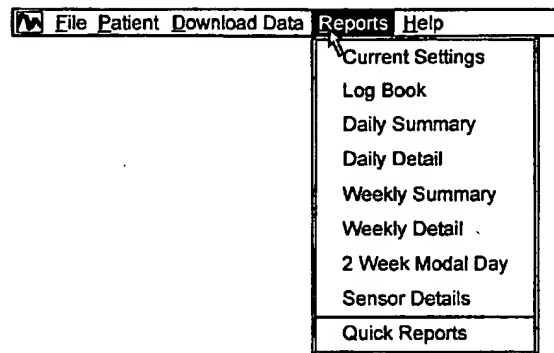 File Patient Download Data Reports Help
Current Settings
Log Book
Daily Summary
Daily Detail
Weekly Summary
Weekly Detail
2 Week Modal Day
Sensor Details
Quick Reports